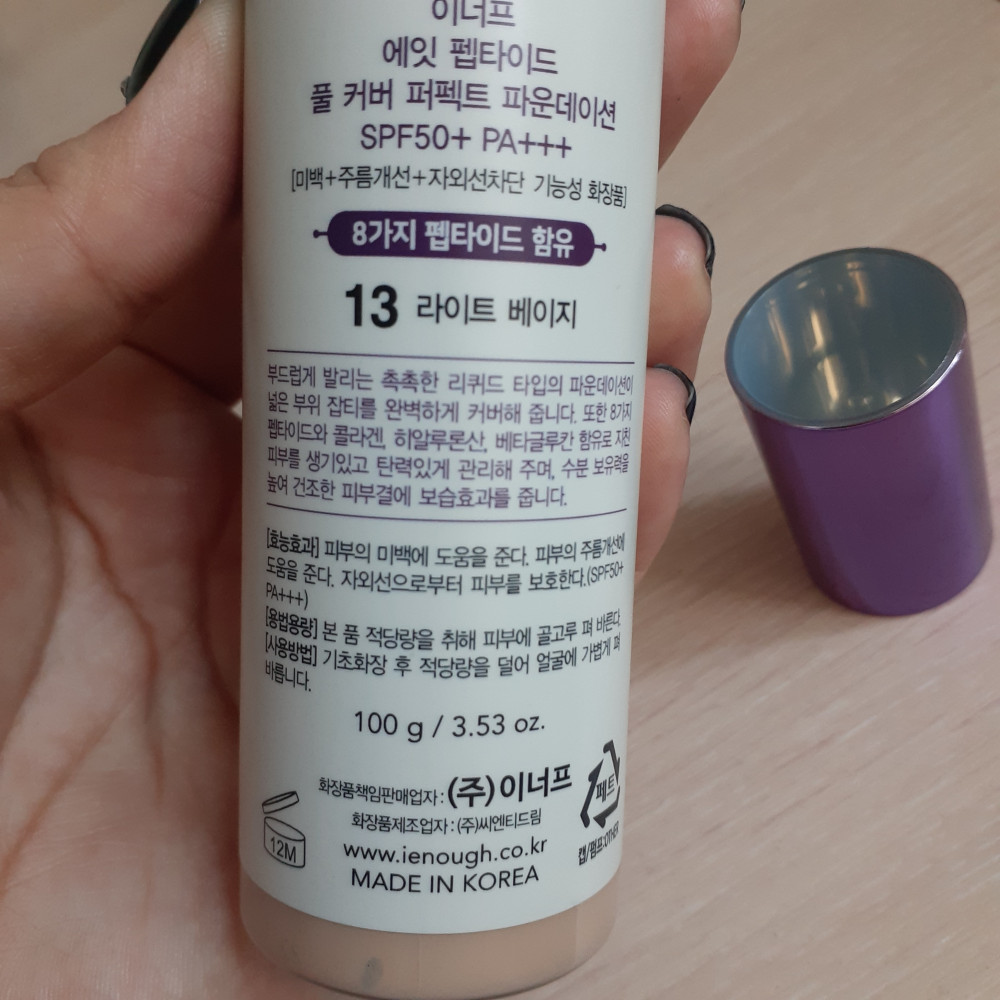 이너프
에잇 펩타이드
풀 커버 퍼펙트 파운데이션
SPF50+ PA+++
[미백+주름개선+자외선차단 기능성 화장품]
8가지 펩타이드 함유
13 라이트 베이지
부드럽게 발리는 촉촉한 리퀴드 타입의 파운데이션이
넓은 부위 잡티를 완벽하게 커버해 줍니다. 또한 8가지
펩타이드와 콜라겐, 히알루론산, 베타글루칸 함유로 지친
피부를 생기있고 탄력있게 관리해 주며, 수분 보유력을
높여 건조한 피부결에 보습효과를 줍니다.
[효능효과] 피부의 미백에 도움을 준다. 피부의 주름개선에
도움을 준다. 자외선으로부터 피부를 보호한다.(SPF50+
PA+++)
[용법용량] 본 품 적당량을 취해 피부에 골고루 펴 바른다.
[사용방법] 기초화장 후 적당량을 덜어 얼굴에 가볍게 펴
바릅니다.
100 g / 3.53 oz.
화장품책임판매업자 : (주)이너프
화장품제조업자 : (주)씨엔티드림
www.ienough.co.kr
MADE IN KOREA
12M
페트
캡/펌프:OTHER